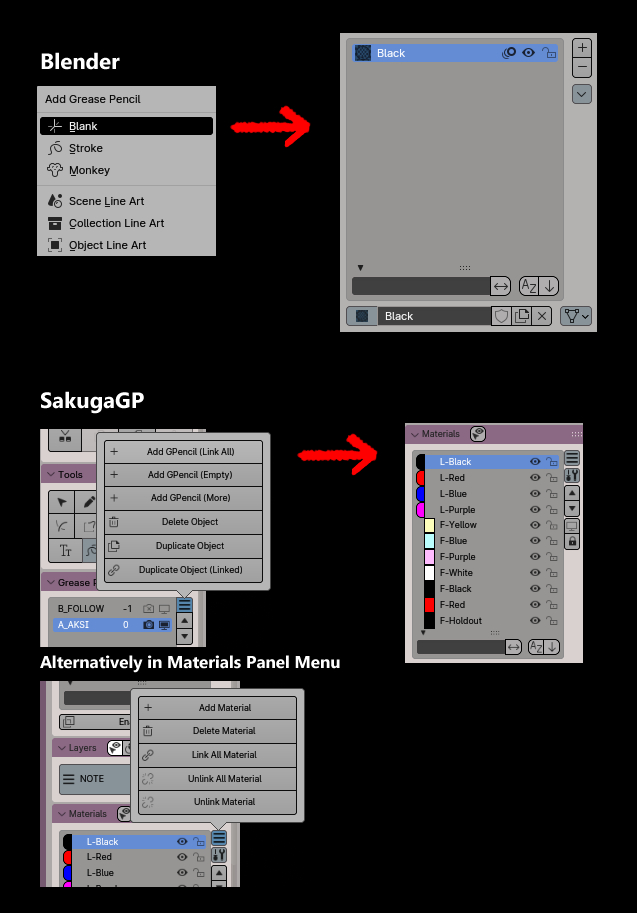 Blender
Add Grease Pencil
Blank
Stroke
Monkey
Scene Line Art
Collection Line Art
Object Line Art
Black
Black
SakugaGP
Tools
Grease P
B_FOLLOW -1
A_AKSI 0
Add GPencil (Link All)
Add GPencil (Empty)
Add GPencil (More)
Delete Object
Duplicate Object
Duplicate Object (Linked)
Materials
L-Black
L-Red
L-Blue
L-Purple
F-Yellow
F-Blue
F-Purple
F-White
F-Black
F-Red
F-Holdout
Alternatively in Materials Panel Menu
En
Layers
NOTE
Materials
Add Material
Delete Material
Link All Material
Unlink All Material
Unlink Material
L-Black
L-Red
L-Blue